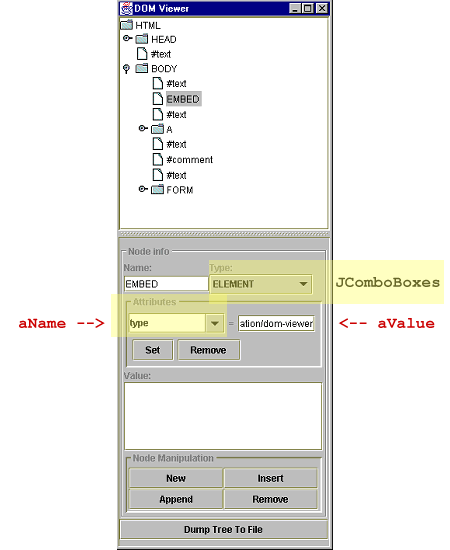 DOM Viewer
HTML
HEAD
#text
BODY
#text
EMBED
#text
A
#text
#comment
#text
FORM
Node info
Name: Type:
EMBED ELEMENT JComboBoxes
Attributes
aName --> type = ation/dom-viewer <-- aValue
Set Remove
Value:
Node Manipulation
New Insert
Append Remove
Dump Tree To File